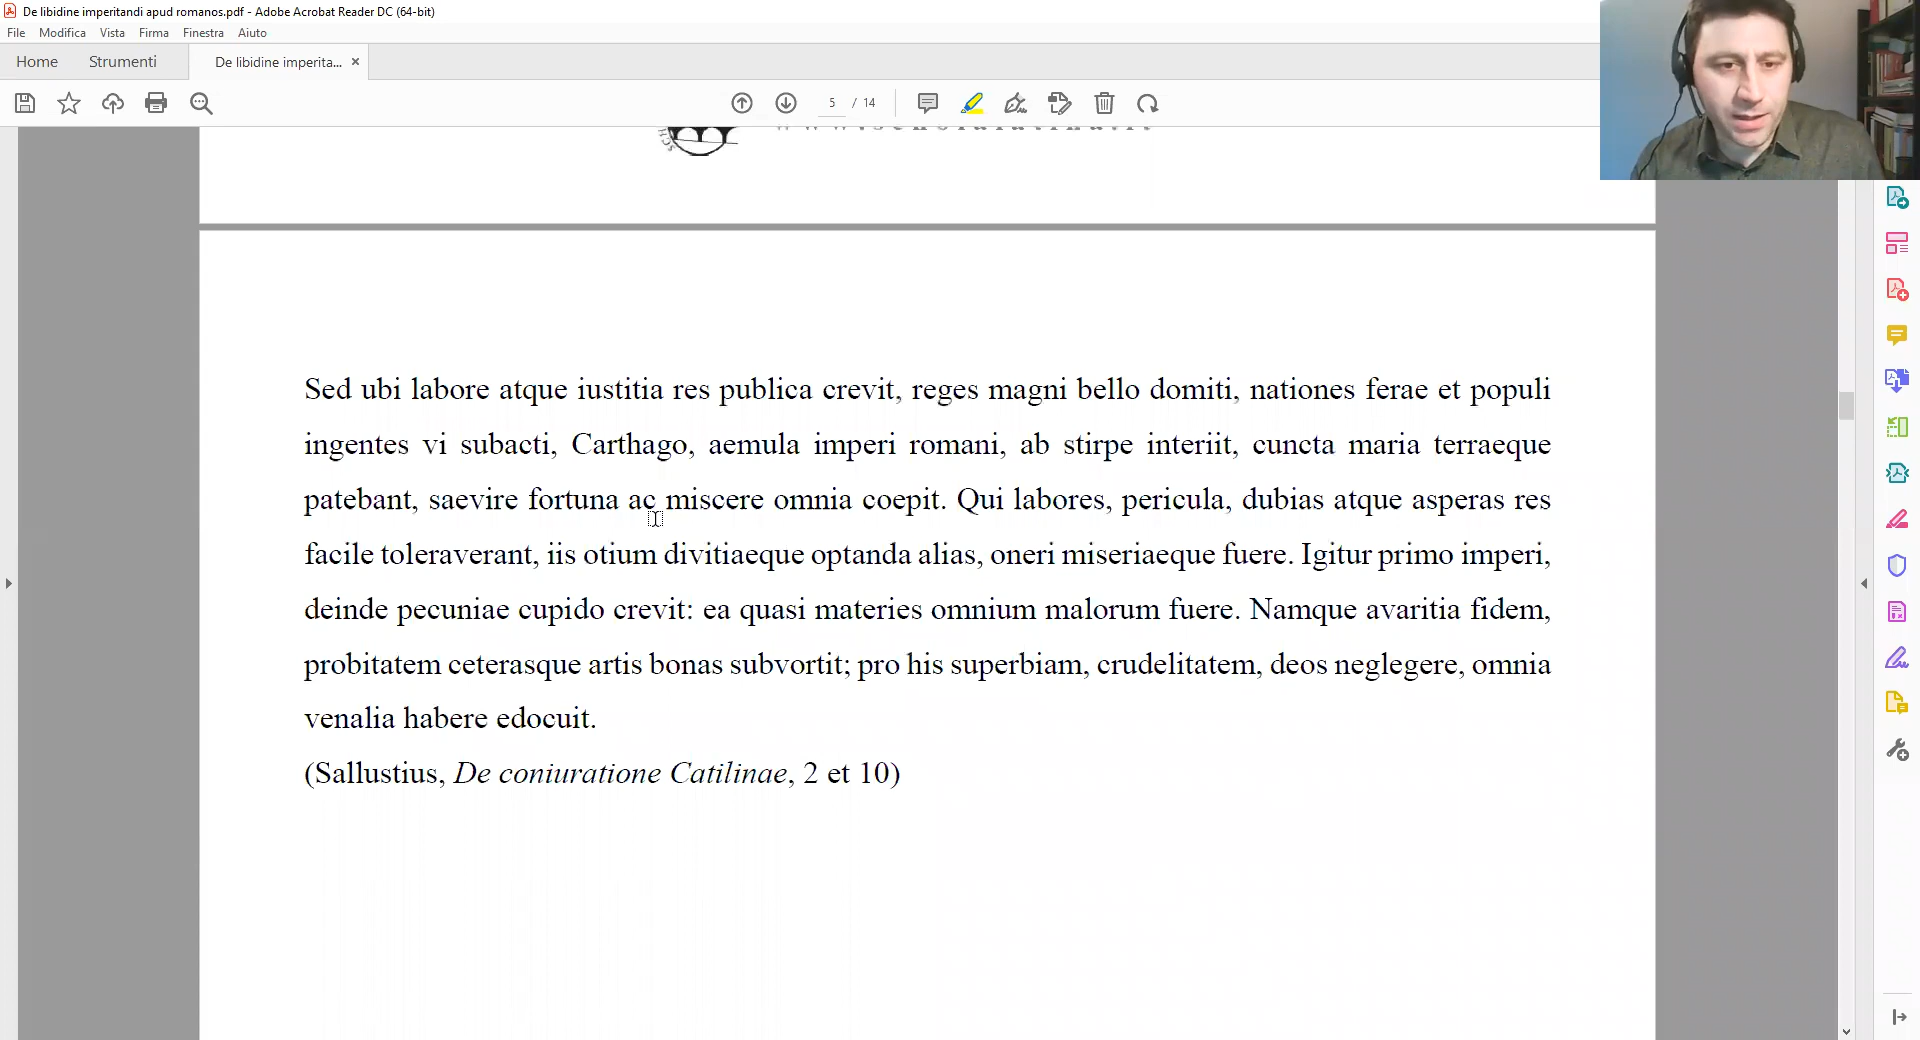 De libidine imperitandi apud romanos.pdf - Adobe Acrobat Reader DC (64-bit)
File Modifica Vista Firma Finestra Aiuto
Home Strumenti De libidine imperita... ×
5 / 14
SCH
www.scholalatina.it
Sed ubi labore atque iustitia res publica crevit, reges magni bello domiti, nationes ferae et populi
ingentes vi subacti, Carthago, aemula imperi romani, ab stirpe interiit, cuncta maria terraeque
patebant, saevire fortuna ac miscere omnia coepit. Qui labores, pericula, dubias atque asperas res
facile toleraverant, iis otium divitiaeque optanda alias, oneri miseriaeque fuere. Igitur primo imperi,
deinde pecuniae cupido crevit: ea quasi materies omnium malorum fuere. Namque avaritia fidem,
probitatem ceterasque artis bonas subvortit; pro his superbiam, crudelitatem, deos neglegere, omnia
venalia habere edocuit.
(Sallustius, De coniuratione Catilinae, 2 et 10)